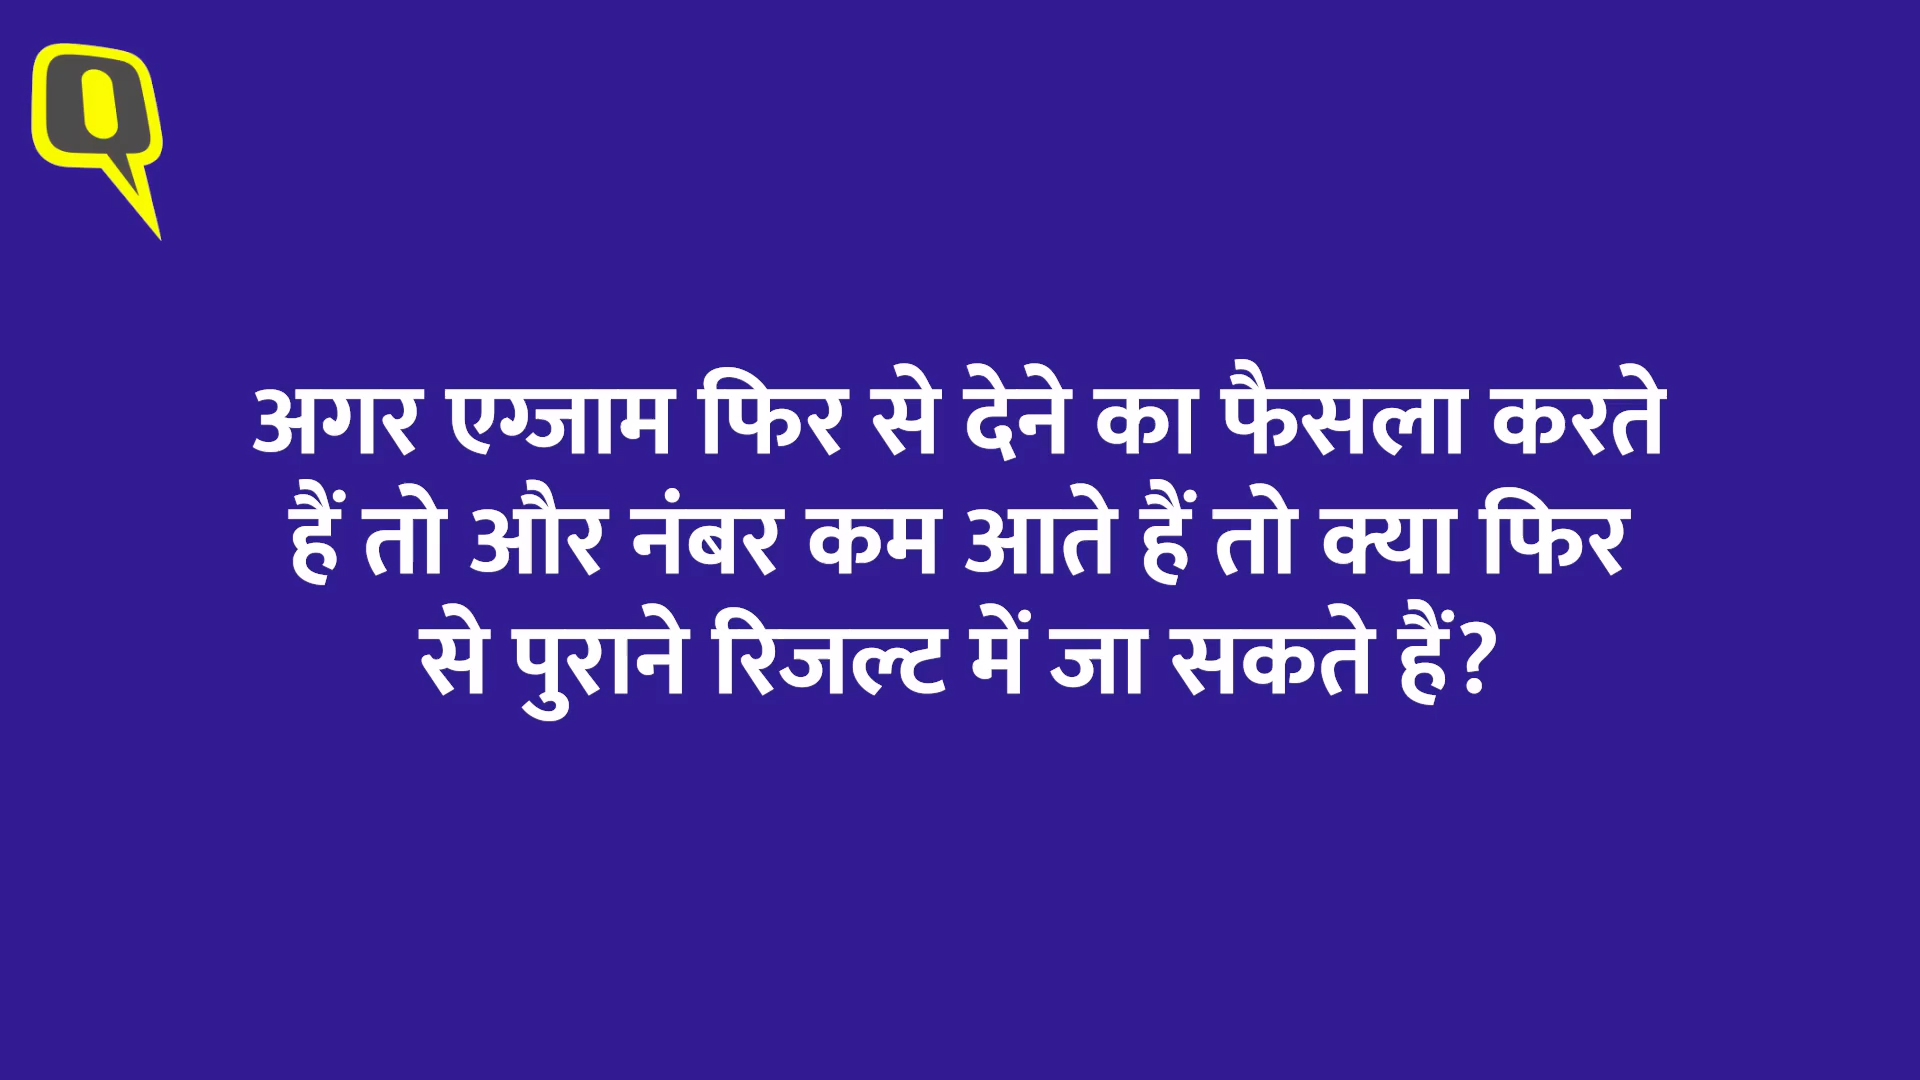 अगर एग्जाम फिर से देने का फैसला करते
हैं तो और नंबर कम आते हैं तो क्या फिर
से पुराने रिजल्ट में जा सकते हैं?